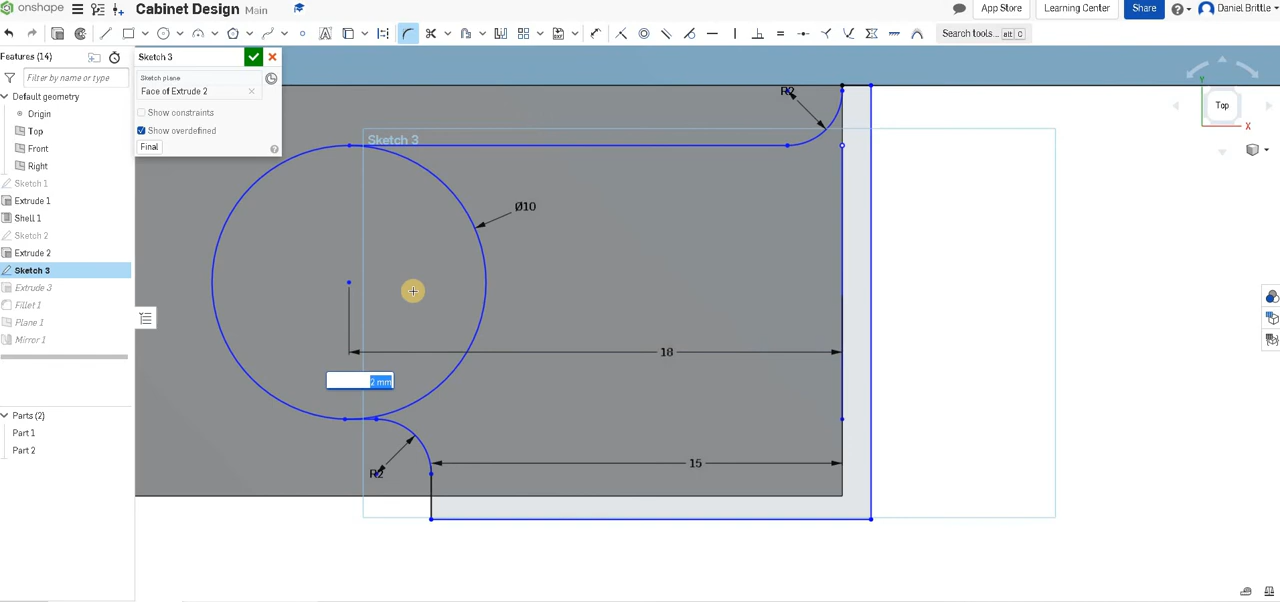 onshape Cabinet Design Main App Store Learning Center Share Daniel Brittle
Search tools... alt C
Features (14)
Filter by name or type
Default geometry
Origin
Top
Front
Right
Sketch 1
Extrude 1
Shell 1
Sketch 2
Extrude 2
Sketch 3
Extrude 3
Fillet 1
Plane 1
Mirror 1
Parts (2)
Part 1
Part 2
Sketch 3
Sketch plane
Face of Extrude 2
Show constraints
Show overdefined
Final
R2
Sketch 3
Ø10
18
2 mm
15
R2
Top
Y
X